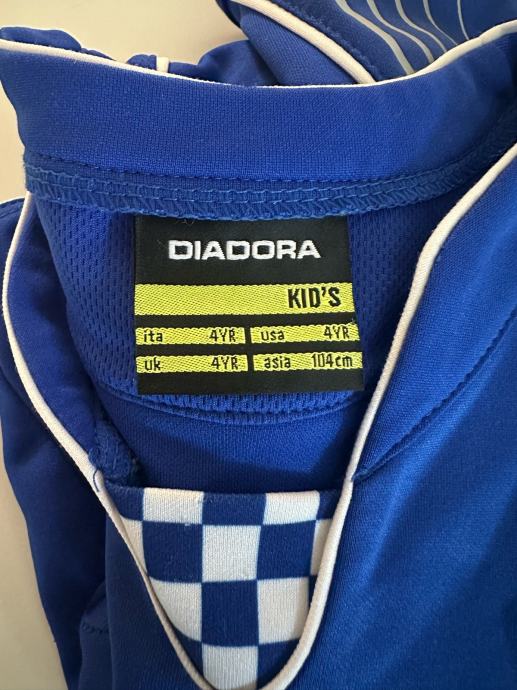 DIADORA
KID'S
ita 4YR usa 4YR
uk 4YR asia 104cm